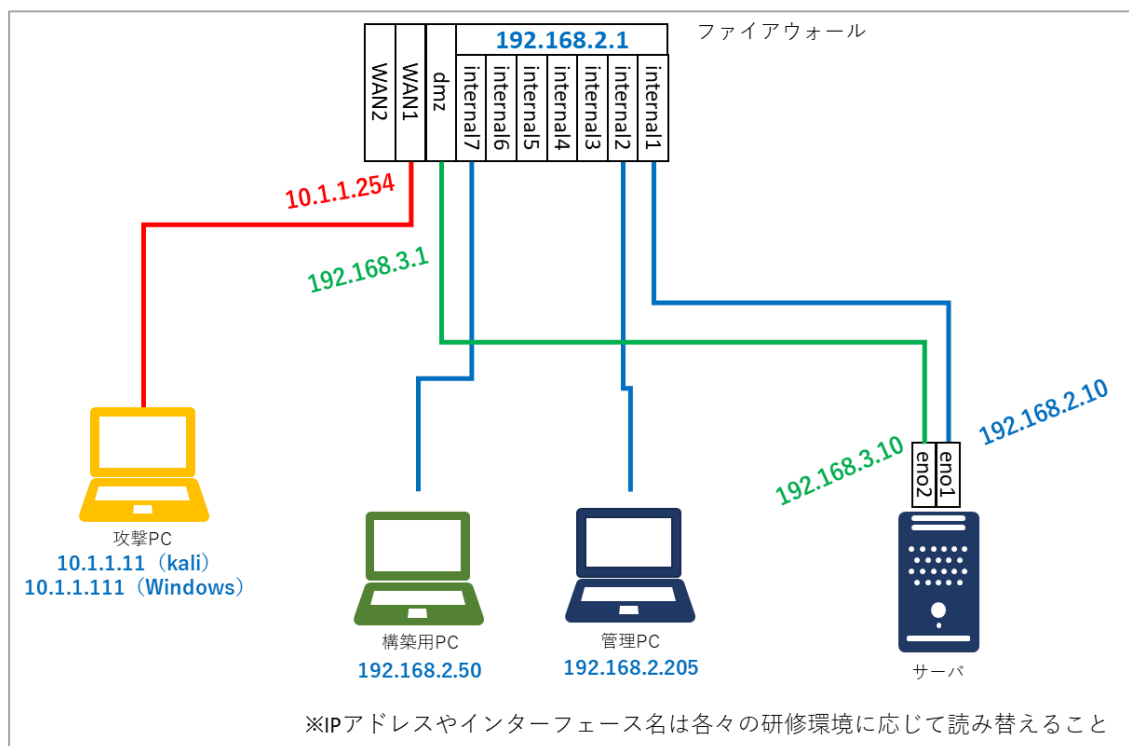 ファイアウォール
192.168.2.1
WAN2
WAN1
dmz
internal7
internal6
internal5
internal4
internal3
internal2
internal1
10.1.1.254
192.168.3.1
192.168.2.10
192.168.3.10
eno2
eno1
攻撃PC
10.1.1.11（kali）
10.1.1.111（Windows）
構築用PC
192.168.2.50
管理PC
192.168.2.205
サーバ
※IPアドレスやインターフェース名は各々の研修環境に応じて読み替えること